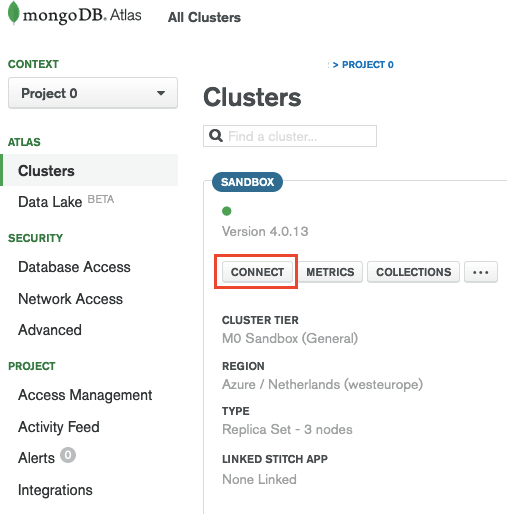 mongoDB. Atlas All Clusters
CONTEXT
: > PROJECT 0
Project 0
Clusters
Find a cluster...
ATLAS
Clusters
Data Lake BETA
SECURITY
Database Access
Network Access
Advanced
PROJECT
Access Management
Activity Feed
Alerts 0
Integrations
SANDBOX
Version 4.0.13
CONNECT METRICS COLLECTIONS ...
CLUSTER TIER
M0 Sandbox (General)
REGION
Azure / Netherlands (westeurope)
TYPE
Replica Set - 3 nodes
LINKED STITCH APP
None Linked